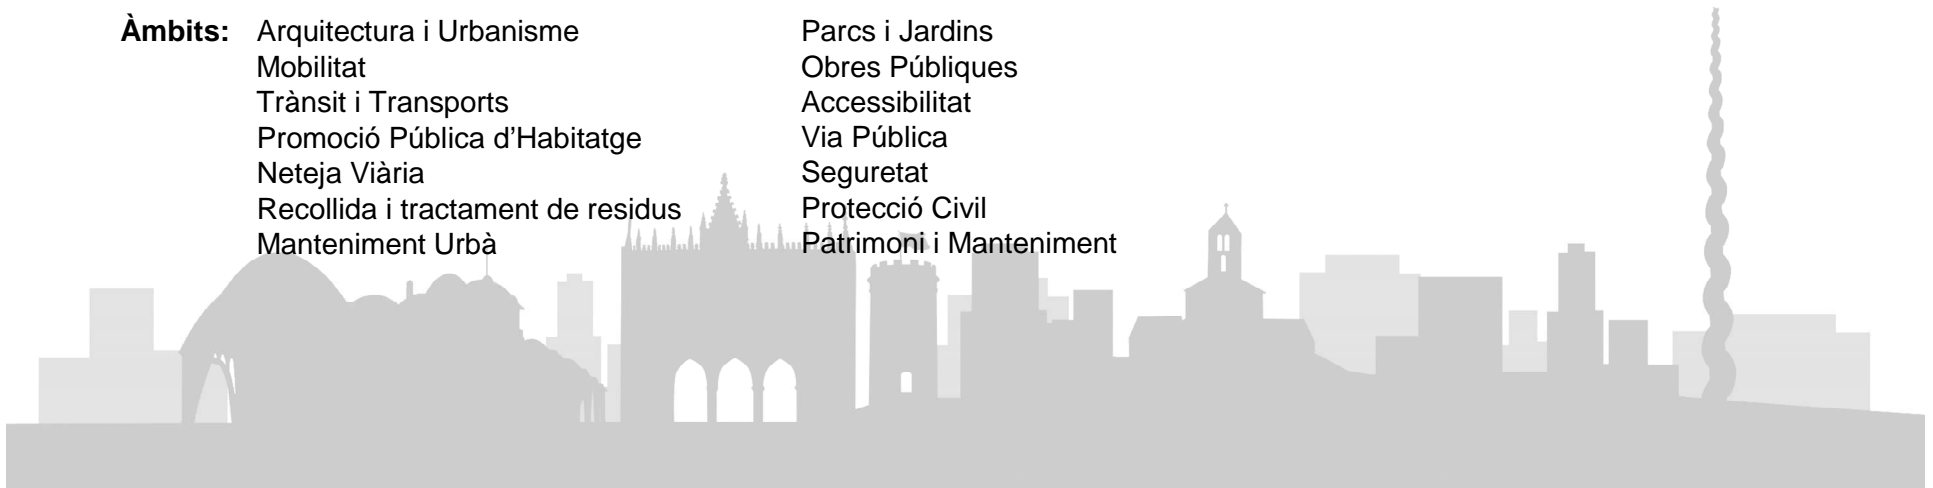 Àmbits: Arquitectura i Urbanisme
Mobilitat
Trànsit i Transports
Promoció Pública d’Habitatge
Neteja Viària
Recollida i tractament de residus
Manteniment Urbà
Parcs i Jardins
Obres Públiques
Accessibilitat
Via Pública
Seguretat
Protecció Civil
Patrimoni i Manteniment